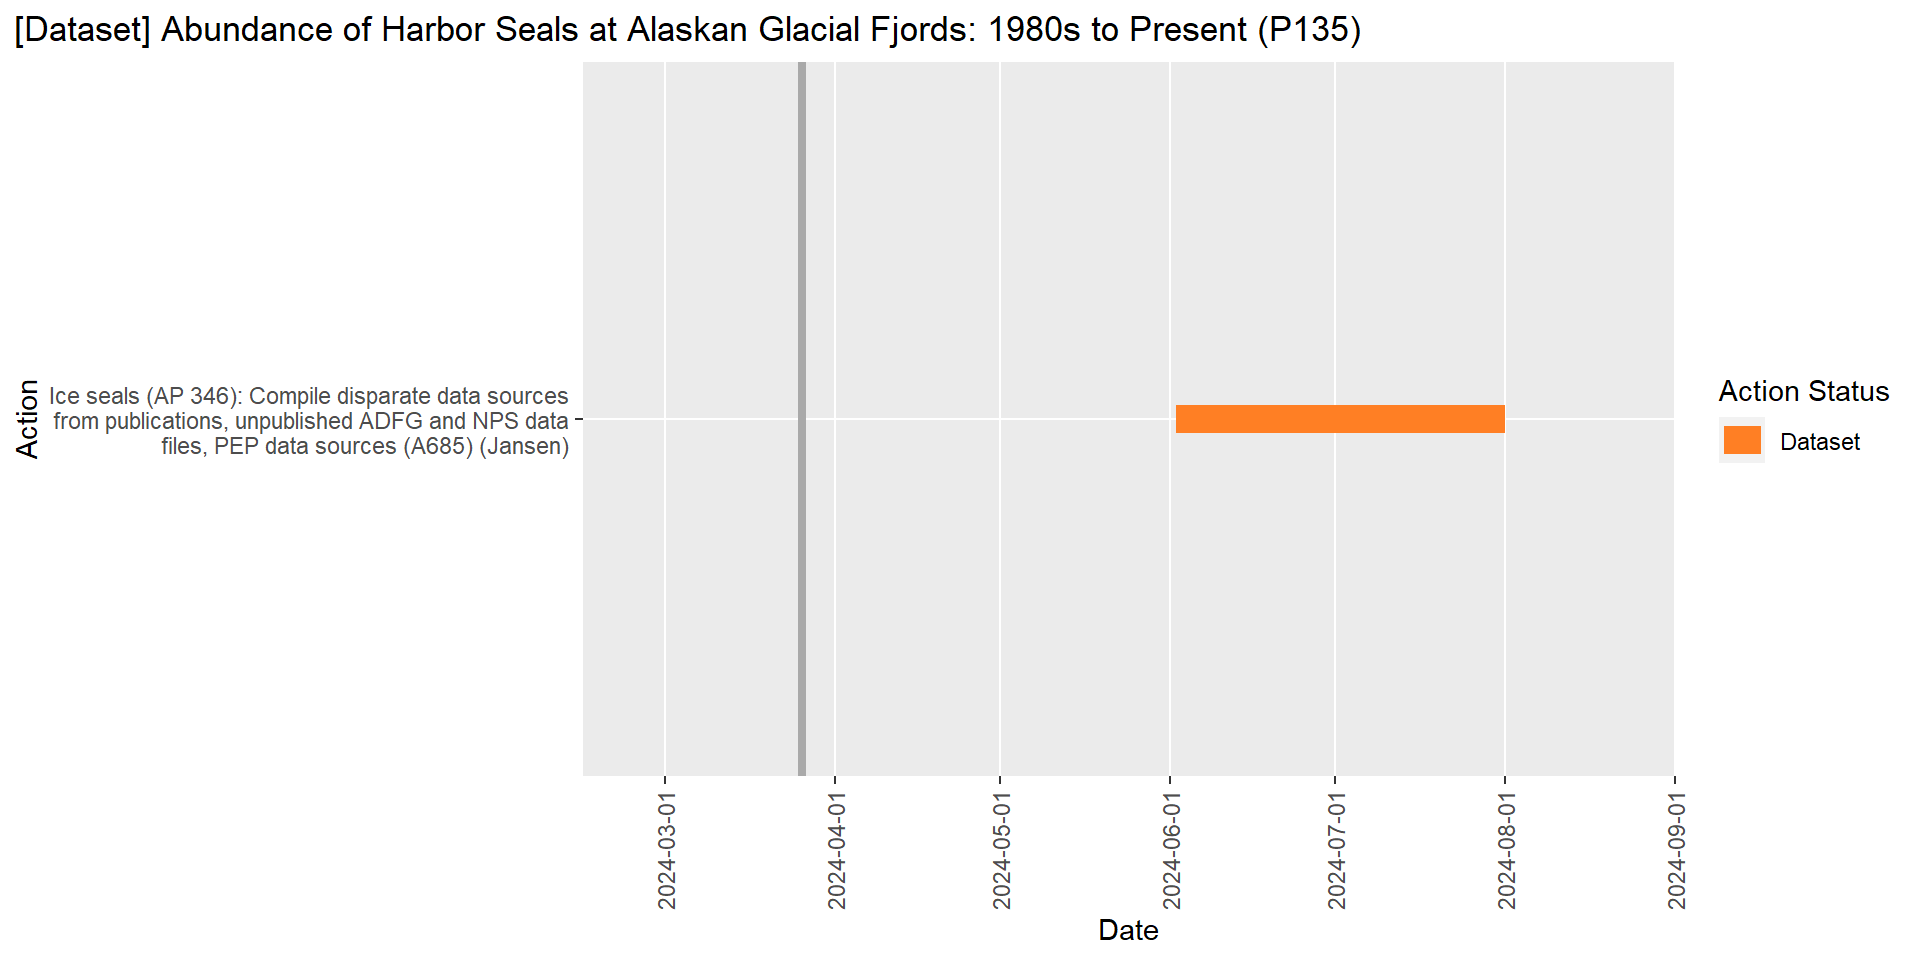 [Dataset] Abundance of Harbor Seals at Alaskan Glacial Fjords: 1980s to Present (P135)
Action
Ice seals (AP 346): Compile disparate data sources
from publications, unpublished ADFG and NPS data
files, PEP data sources (A685) (Jansen)
Action Status
Dataset
2024-03-01
2024-04-01
2024-05-01
2024-06-01
2024-07-01
2024-08-01
2024-09-01
Date